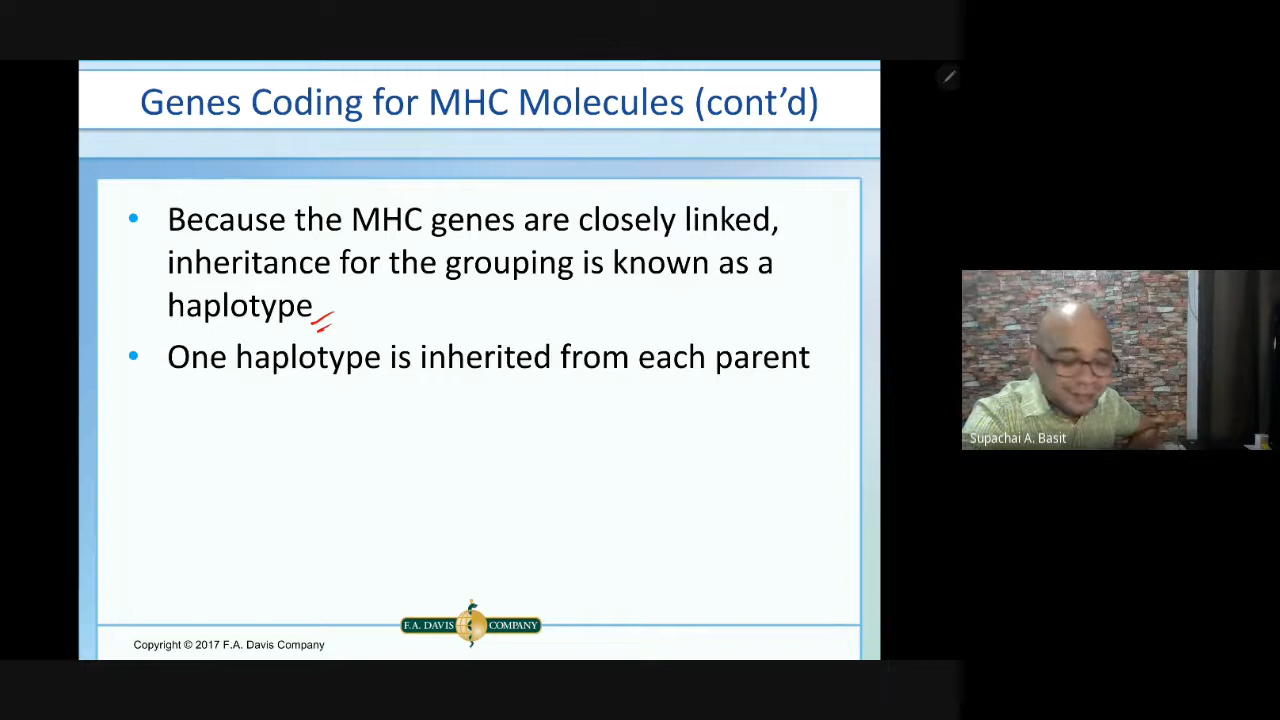 Genes Coding for MHC Molecules (cont’d)
• Because the MHC genes are closely linked,
inheritance for the grouping is known as a
haplotype
• One haplotype is inherited from each parent
F.A. DAVIS COMPANY
Copyright © 2017 F.A. Davis Company
Supachai A. Basit